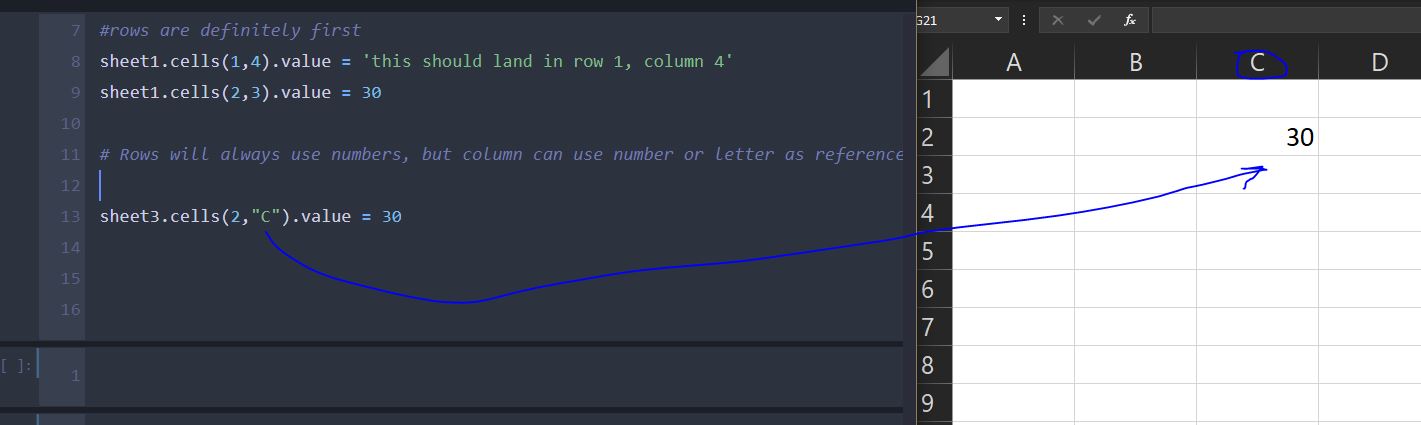 7 #rows are definitely first
8 sheet1.cells(1,4).value = 'this should land in row 1, column 4'
9 sheet1.cells(2,3).value = 30
10
11 # Rows will always use numbers, but column can use number or letter as reference
12
13 sheet3.cells(2,"C").value = 30
14
15
16
[ ]:
1
G21 fx
A B C D
1
2 30
3
4
5
6
7
8
9